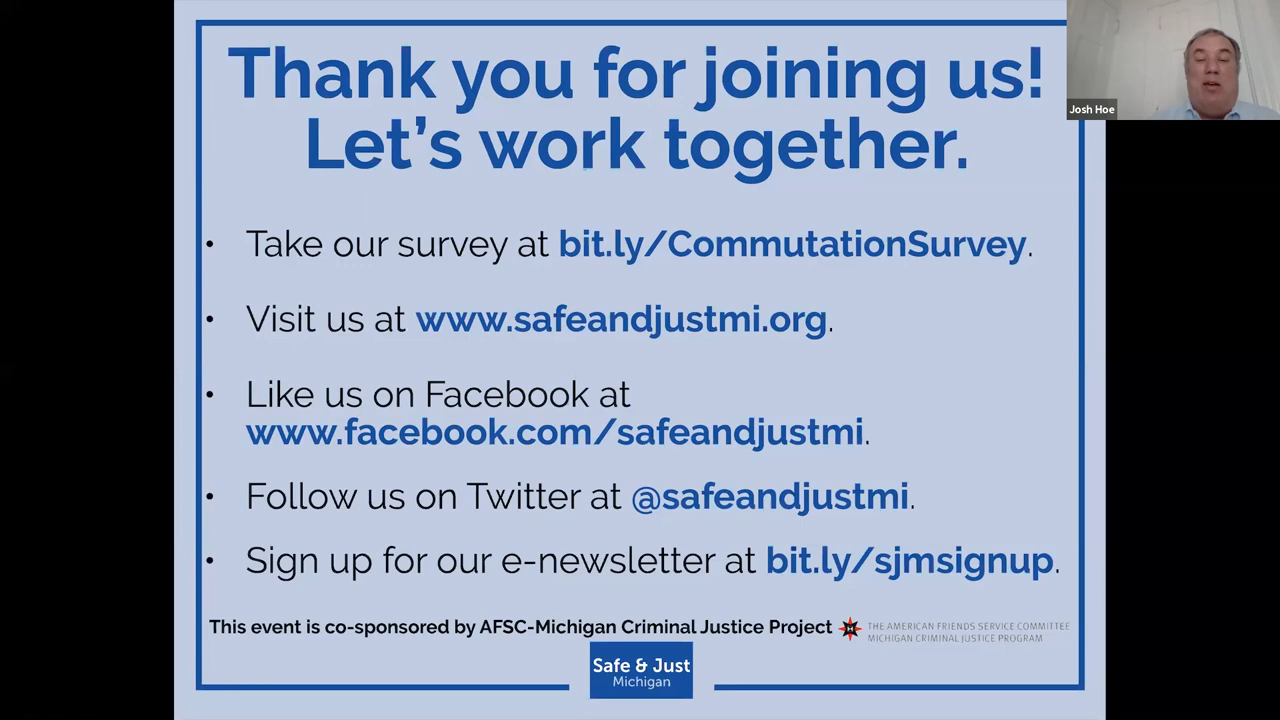 Thank you for joining us!
Let's work together.
Josh Hoe
• Take our survey at bit.ly/CommutationSurvey.
• Visit us at www.safeandjustmi.org.
• Like us on Facebook at
www.facebook.com/safeandjustmi.
• Follow us on Twitter at @safeandjustmi.
• Sign up for our e-newsletter at bit.ly/sjmsignup.
This event is co-sponsored by AFSC-Michigan Criminal Justice Project
THE AMERICAN FRIENDS SERVICE COMMITTEE
MICHIGAN CRIMINAL JUSTICE PROGRAM
Safe & Just
Michigan